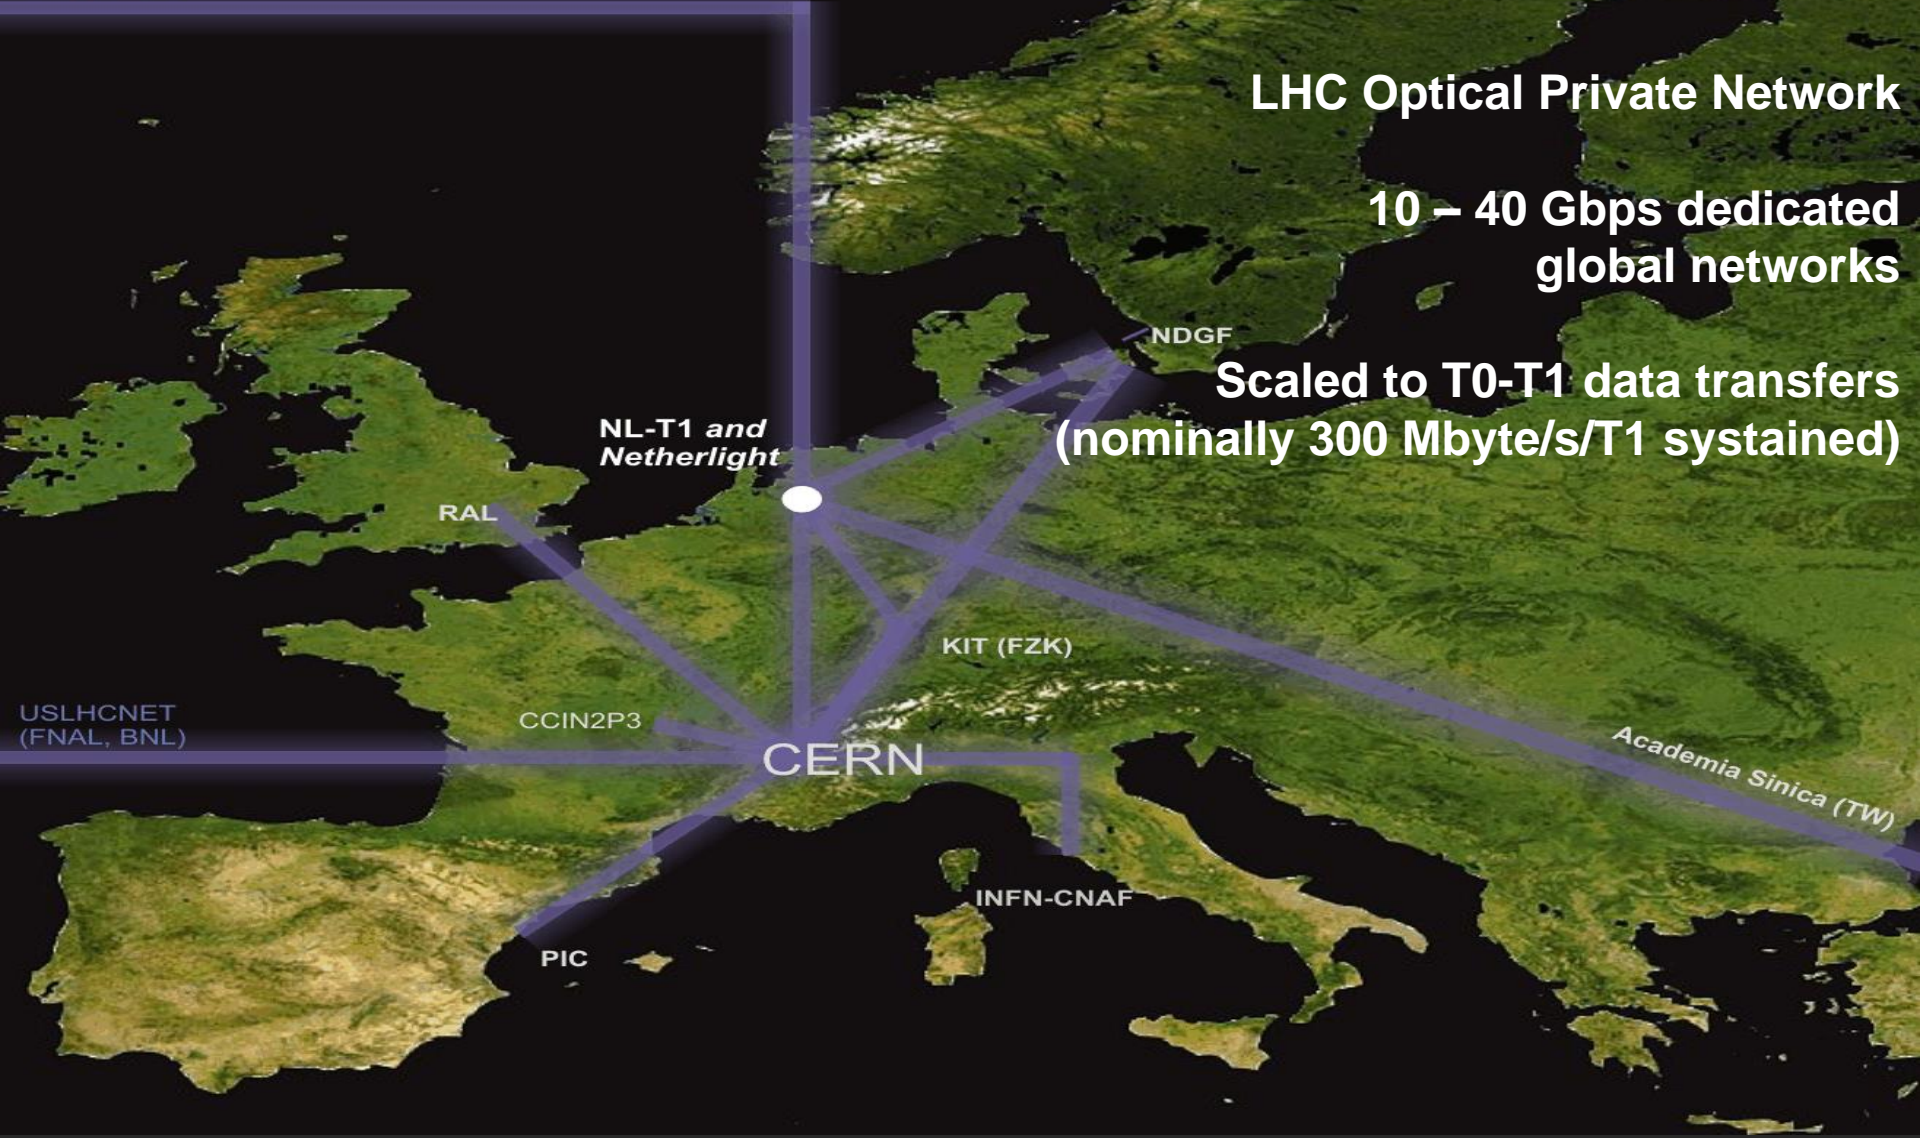 LHC Optical Private Network
10 – 40 Gbps dedicated
global networks
NDGF
Scaled to T0-T1 data transfers
(nominally 300 Mbyte/s/T1 systained)
NL-T1 and
Netherlight
RAL
KIT (FZK)
USLHCNET
(FNAL, BNL)
CCIN2P3
CERN
Academia Sinica (TW)
INFN-CNAF
PIC